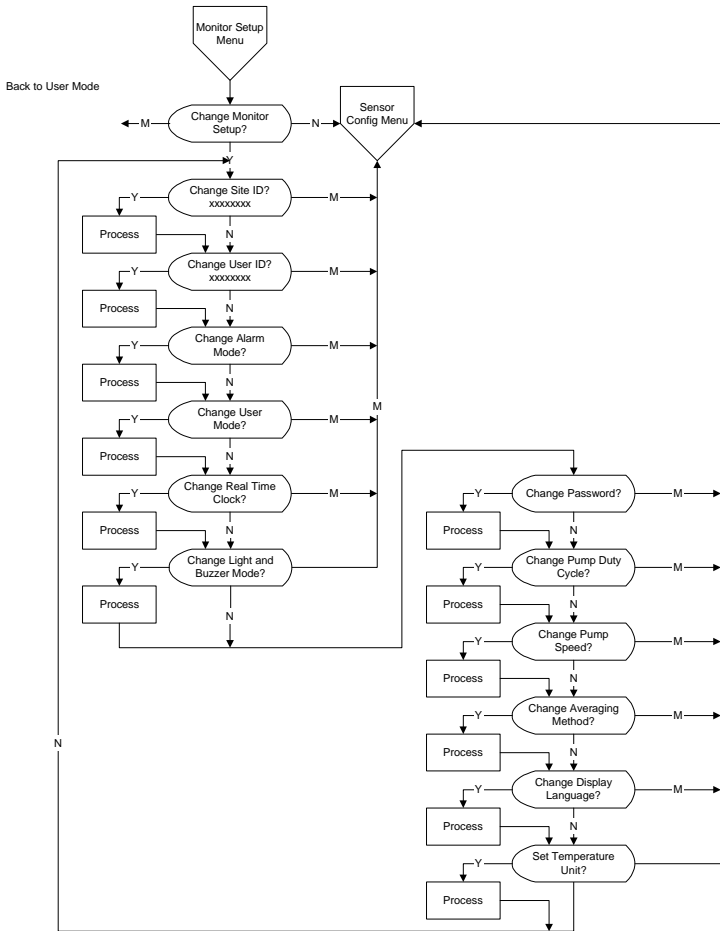 Monitor Setup
Menu
Back to User Mode
Sensor
Config Menu
M
Change Monitor
Setup?
N
Y
Y
Change Site ID?
xxxxxxxx
M
Process
N
Y
Change User ID?
xxxxxxxx
M
Process
N
Y
Change Alarm
Mode?
M
Process
N
Y
Change User
Mode?
M
M
Process
N
Y
Change Real Time
Clock?
M
Process
N
Y
Change Light and
Buzzer Mode?
Process
N
Y
Change Password?
M
Process
N
Y
Change Pump Duty
Cycle?
M
Process
N
Y
Change Pump
Speed?
M
Process
N
Y
Change Averaging
Method?
M
Process
N
N
Y
Change Display
Language?
M
Process
N
Y
Set Temperature
Unit?
Process